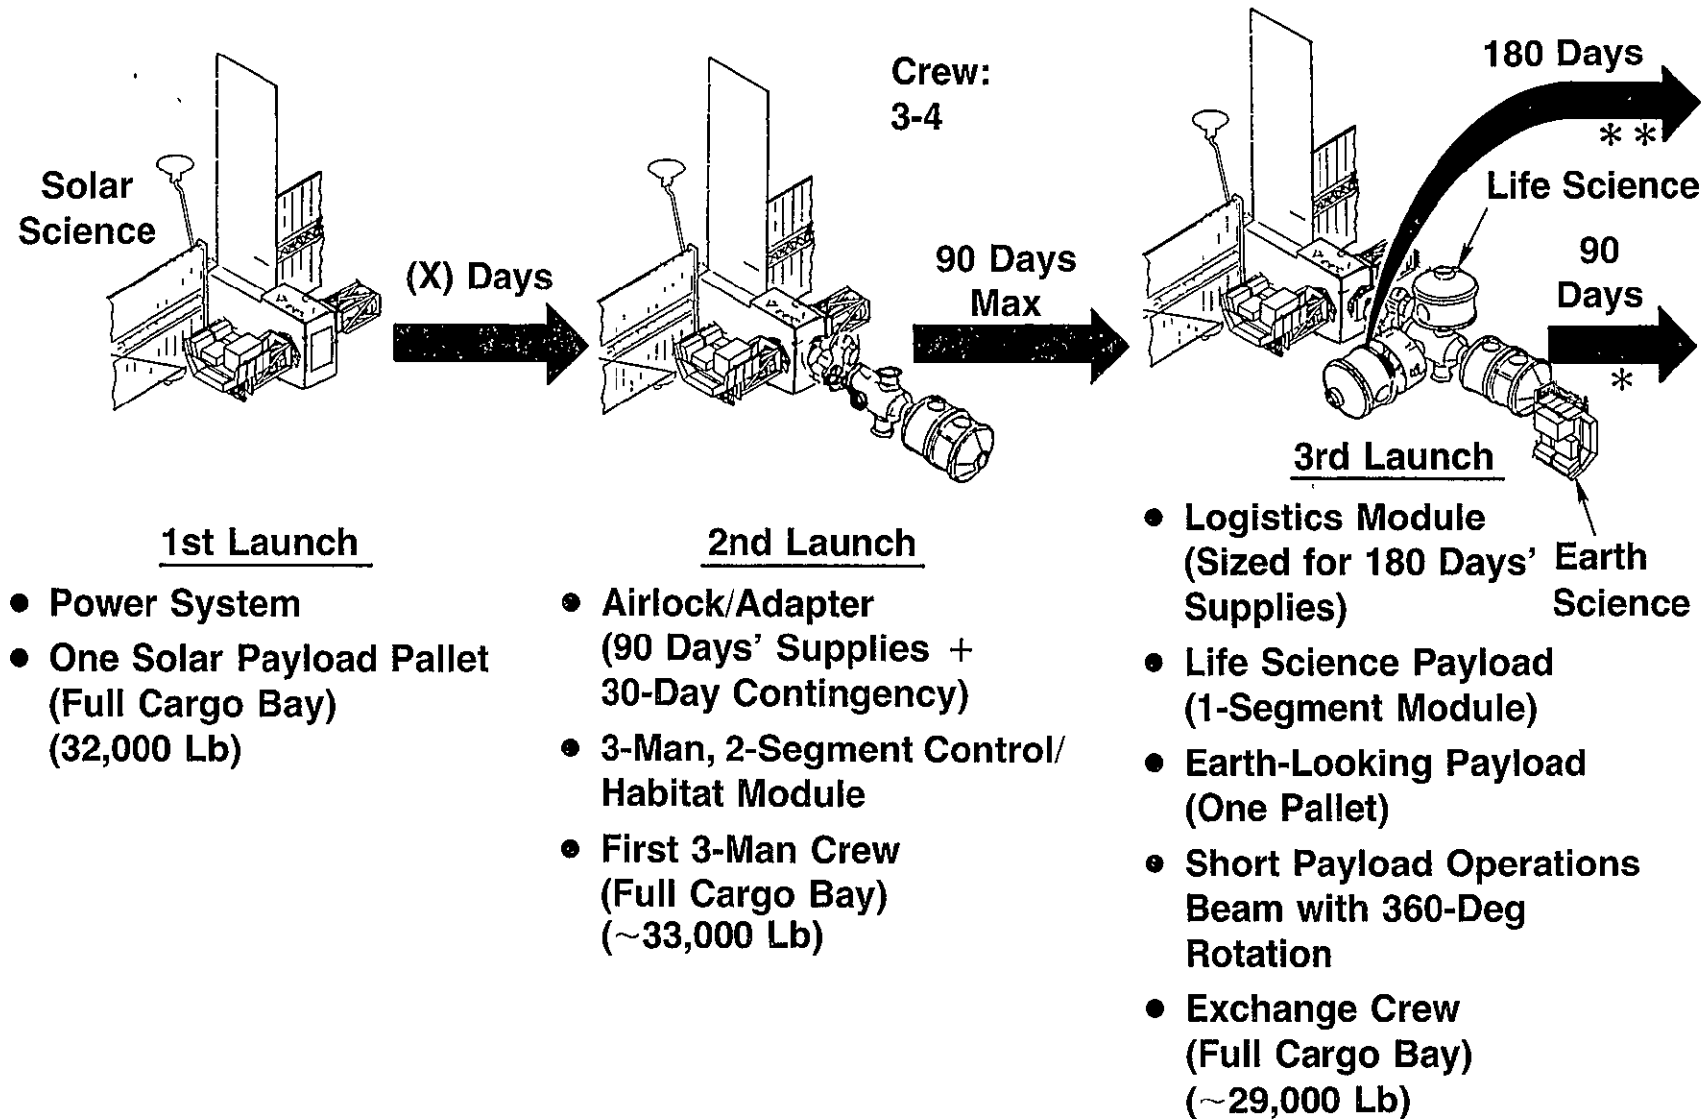 Solar
Science
(X) Days
Crew:
3-4
90 Days
Max
180 Days
**
Life Science
90
Days
*
Earth
Science
1st Launch
● Power System
● One Solar Payload Pallet
(Full Cargo Bay)
(32,000 Lb)
2nd Launch
● Airlock/Adapter
(90 Days’ Supplies +
30-Day Contingency)
● 3-Man, 2-Segment Control/
Habitat Module
● First 3-Man Crew
(Full Cargo Bay)
(~33,000 Lb)
3rd Launch
● Logistics Module
(Sized for 180 Days’
Supplies)
● Life Science Payload
(1-Segment Module)
● Earth-Looking Payload
(One Pallet)
● Short Payload Operations
Beam with 360-Deg
Rotation
● Exchange Crew
(Full Cargo Bay)
(~29,000 Lb)